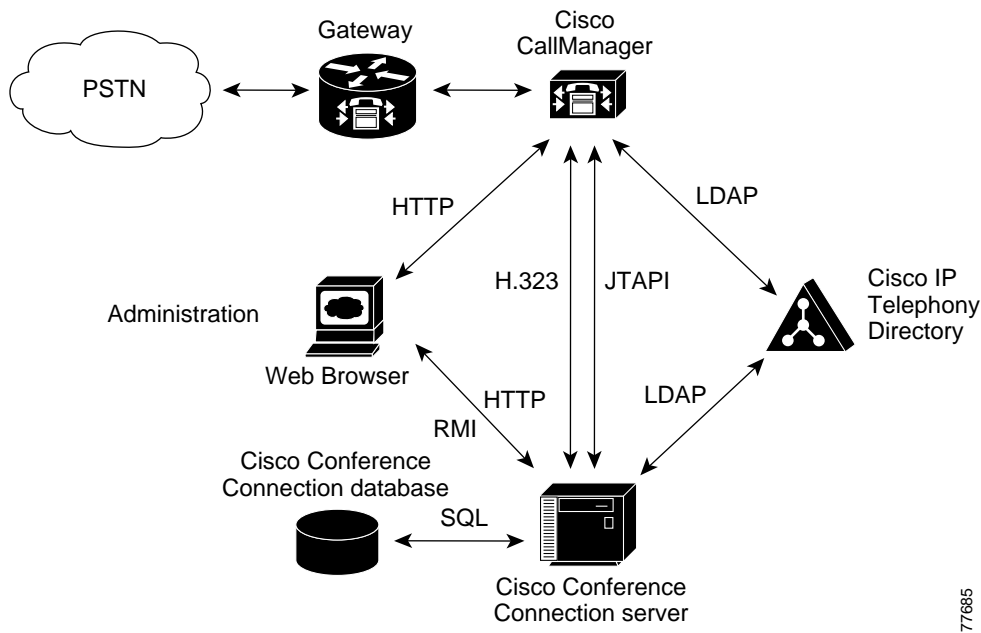 Gateway
Cisco
CallManager
PSTN
HTTP
LDAP
H.323
JTAPI
Cisco IP
Telephony
Directory
Administration
Web Browser
HTTP
RMI
LDAP
Cisco Conference
Connection database
SQL
Cisco Conference
Connection server
77685